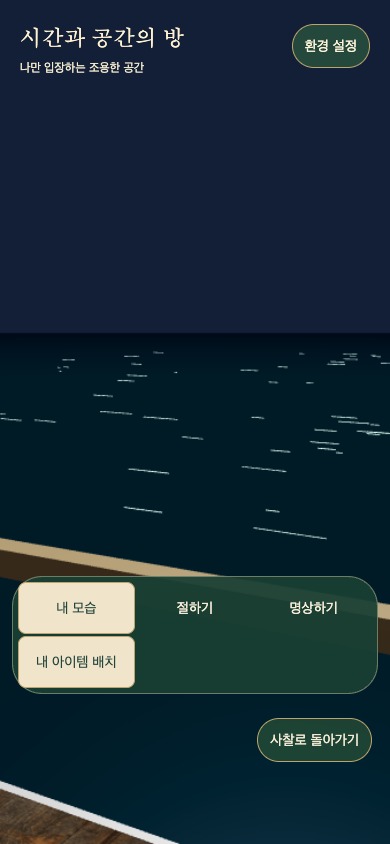 시간과 공간의 방
나만 입장하는 조용한 공간
환경 설정
내 모습
절하기
명상하기
내 아이템 배치
사찰로 돌아가기